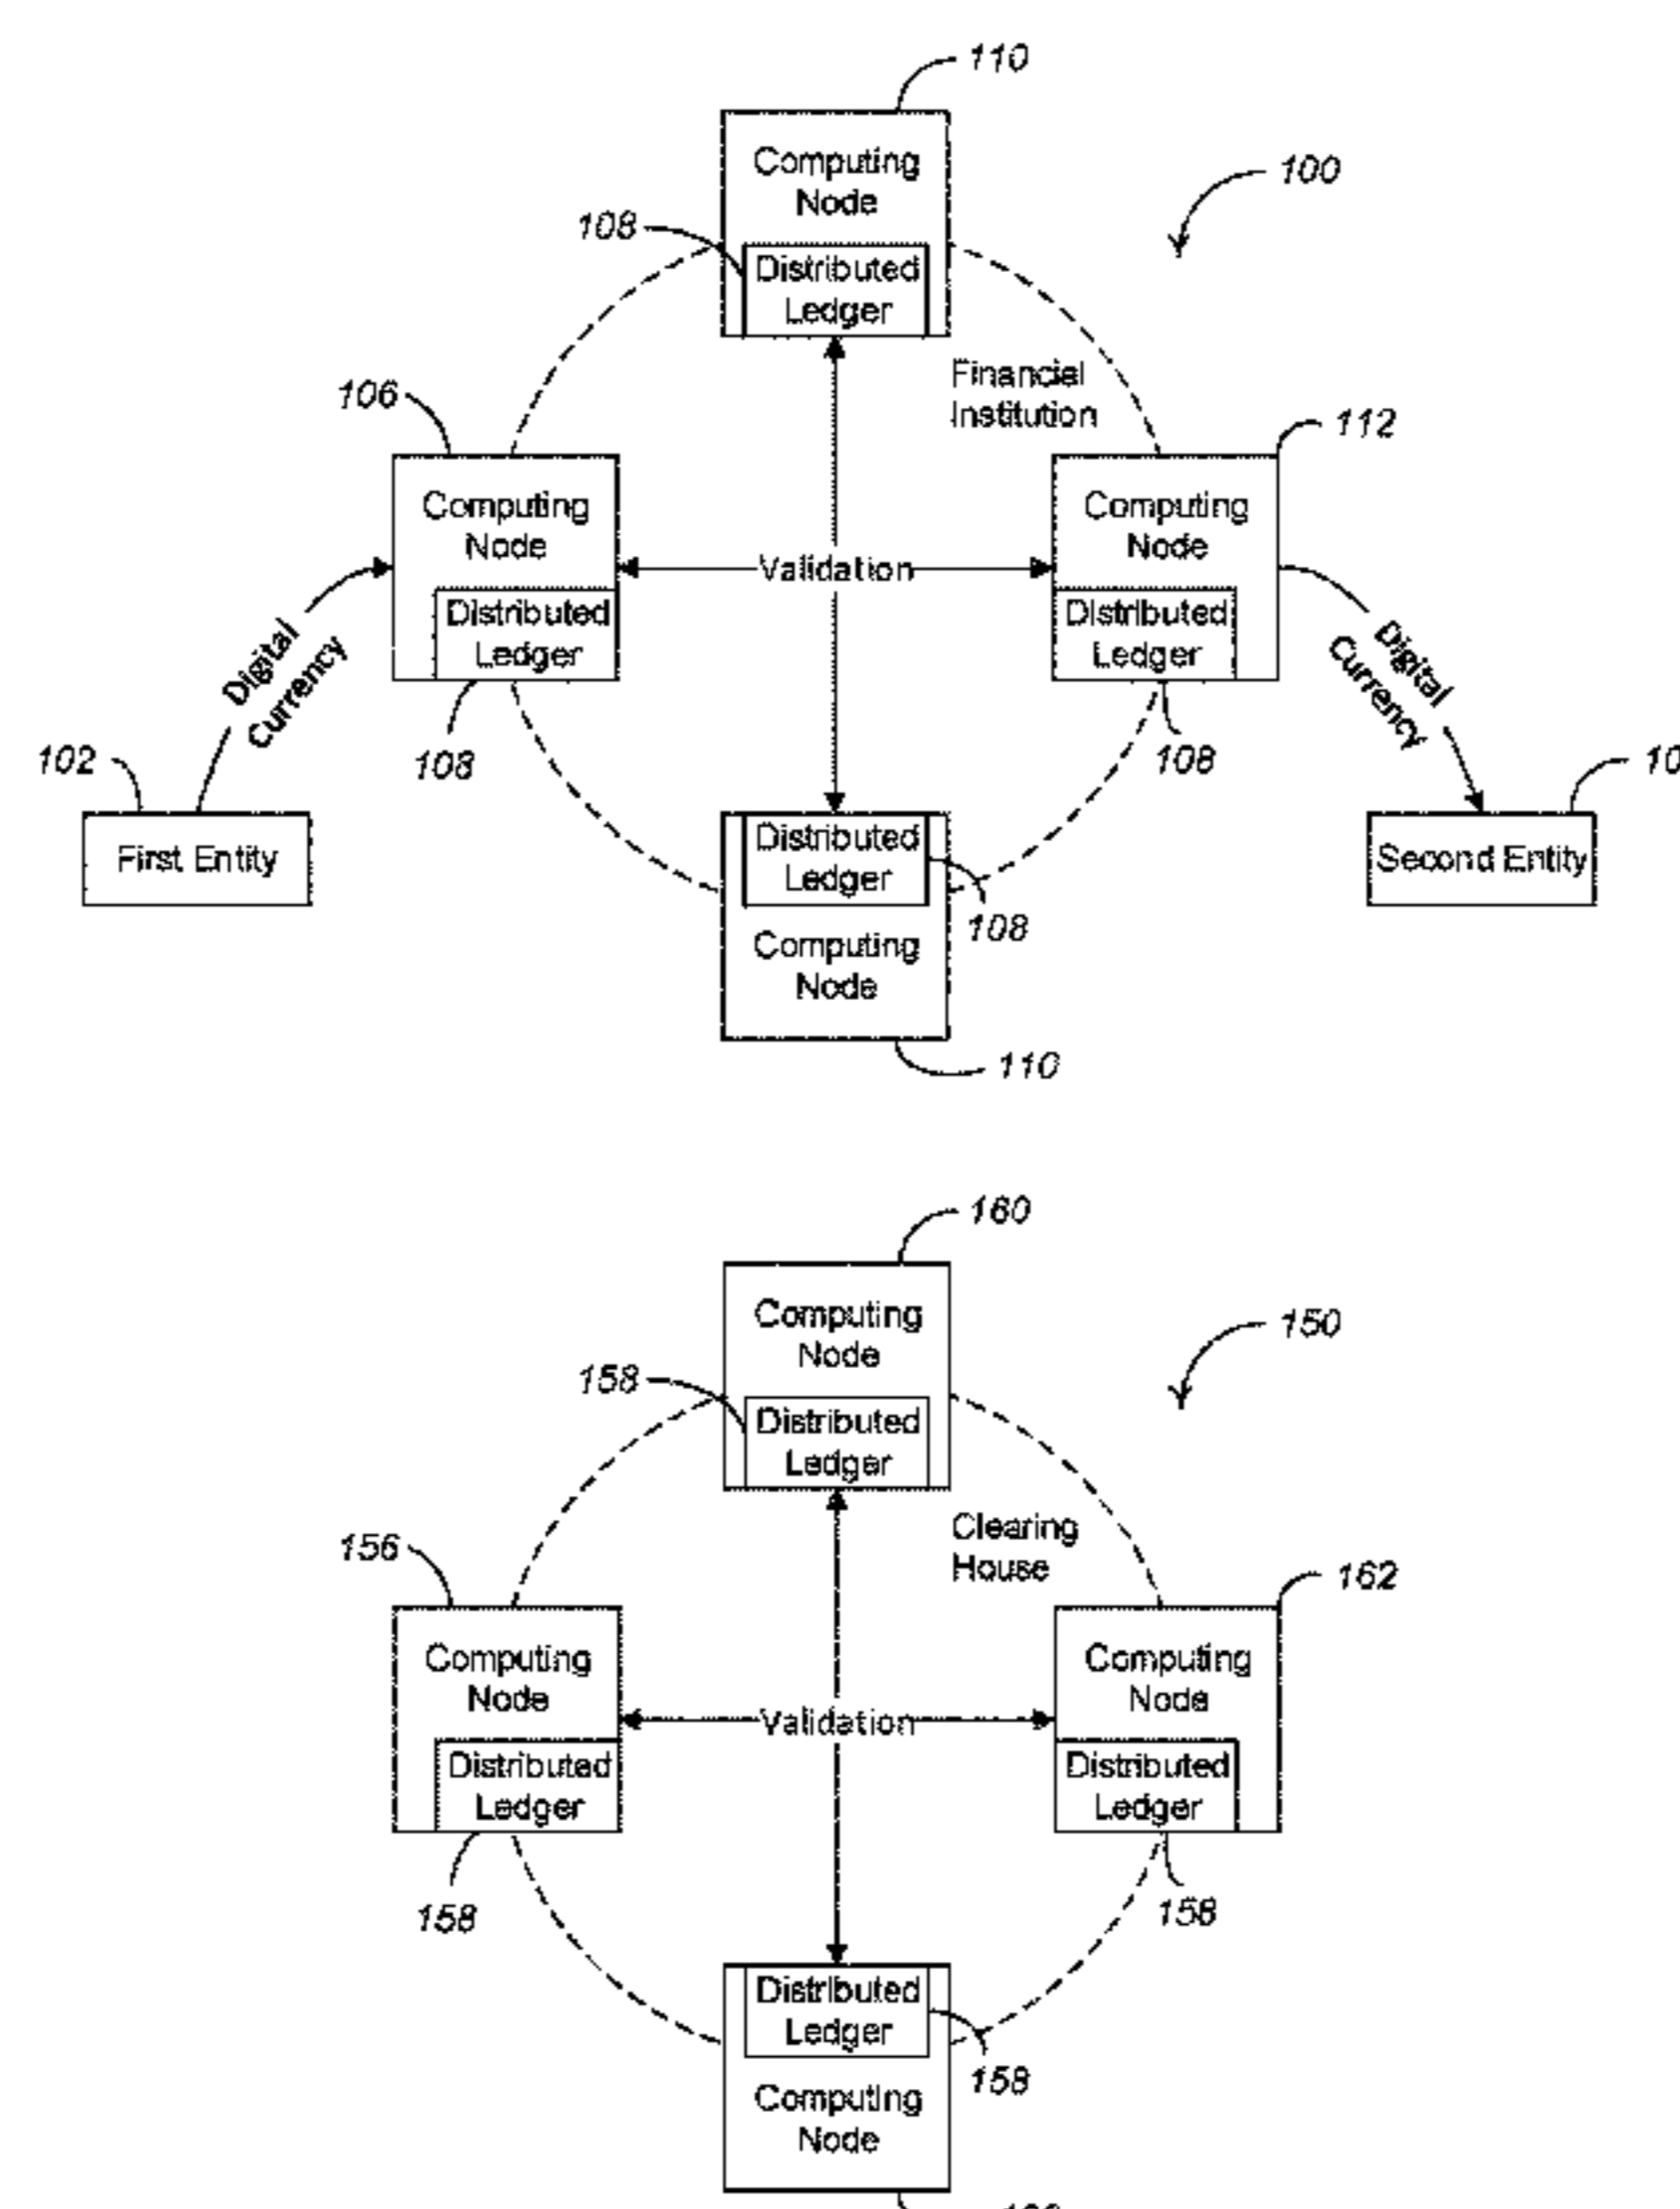 110
Computing
Node
100
108
Distributed
Ledger
Financial
Institution
106
112
Computing
Node
Computing
Node
Validation
Distributed
Ledger
Distributed
Ledger
Digital
Currency
Digital
Currency
102
108
108
10
First Entity
Distributed
Ledger
Second Entity
108
Computing
Node
110
160
Computing
Node
150
158
Distributed
Ledger
Clearing
House
156
162
Computing
Node
Computing
Node
Validation
Distributed
Ledger
Distributed
Ledger
158
158
Distributed
Ledger
158
Computing
Node